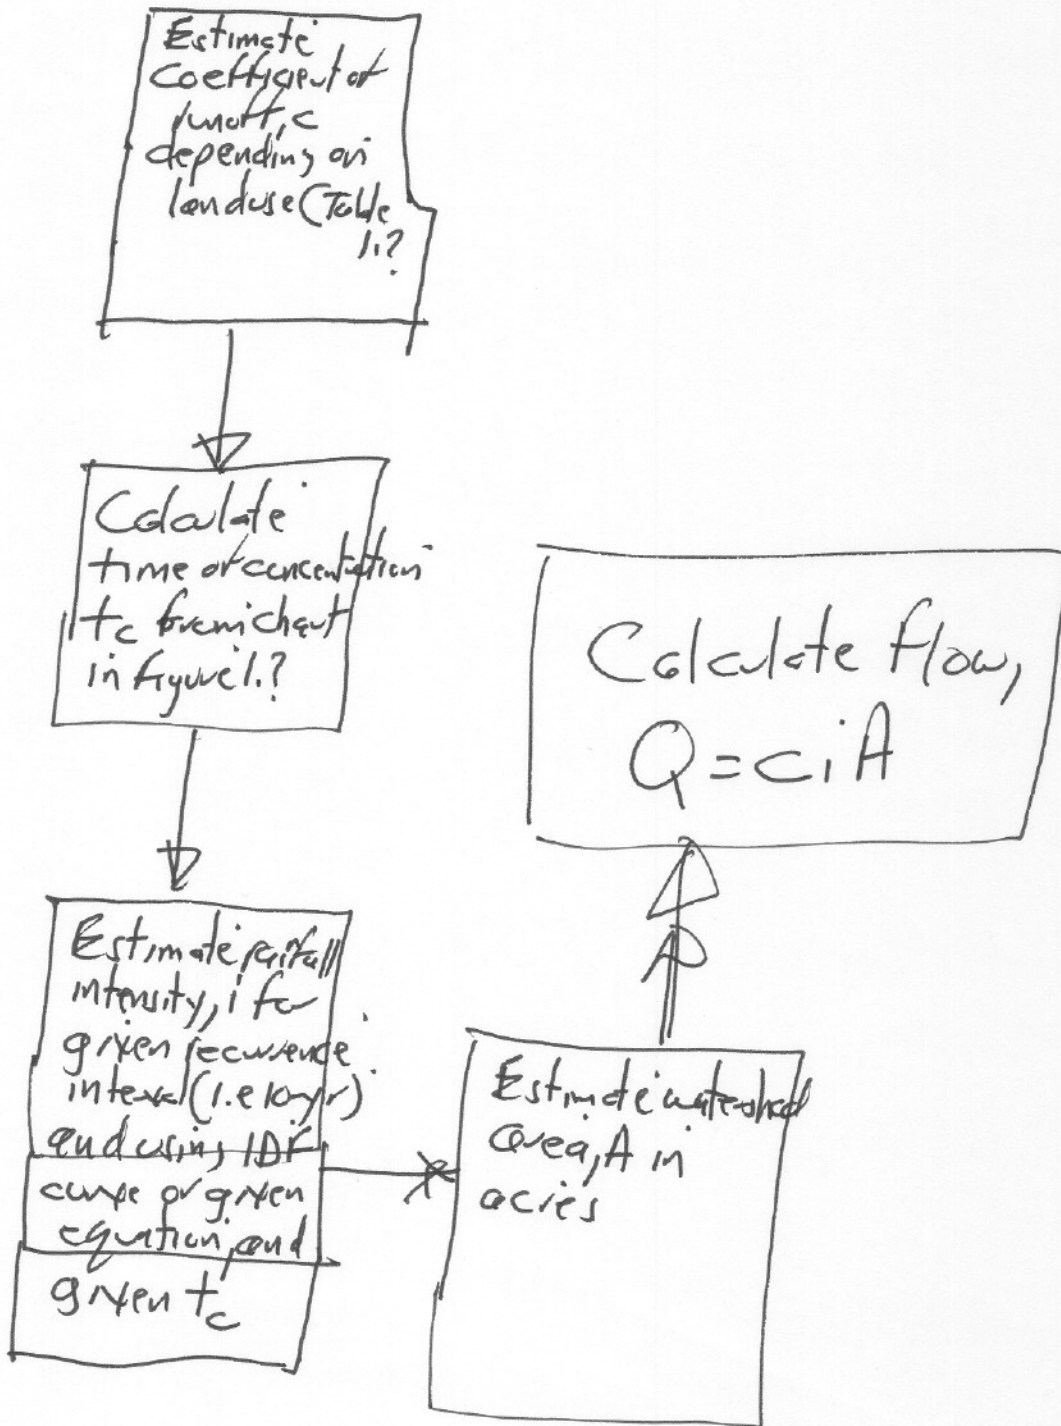 Estimate
coefficient of
runoff, c
depending on
landuse (Table
1.?
Calculate
time of concentration
tc from chart
in figure 1.?
Estimate rainfall
intensity, i for
given recurrence
interval (i.e 10-yr)
and using IDF
curve or given
equation, and
given tc
Estimate watershed
area, A in
acres
Calculate flow,
Q = ciA